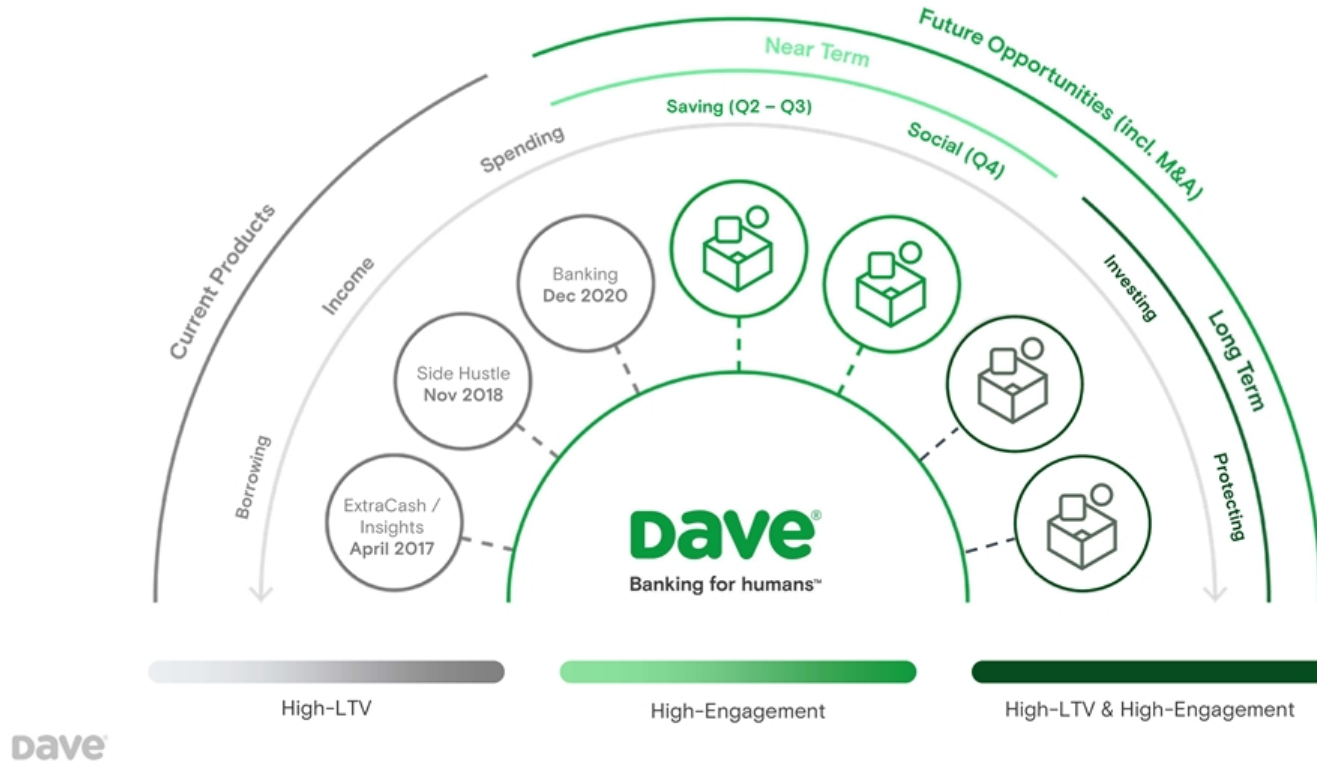 Future Opportunities (incl. M&A)
Near Term
Saving (Q2 – Q3)
Social (Q4)
Spending
Current Products
Income
Borrowing
Investing
Long Term
Protecting
Banking
Dec 2020
Side Hustle
Nov 2018
ExtraCash /
Insights
April 2017
Dave®
Banking for humans™
High-LTV
High-Engagement
High-LTV & High-Engagement
Dave®